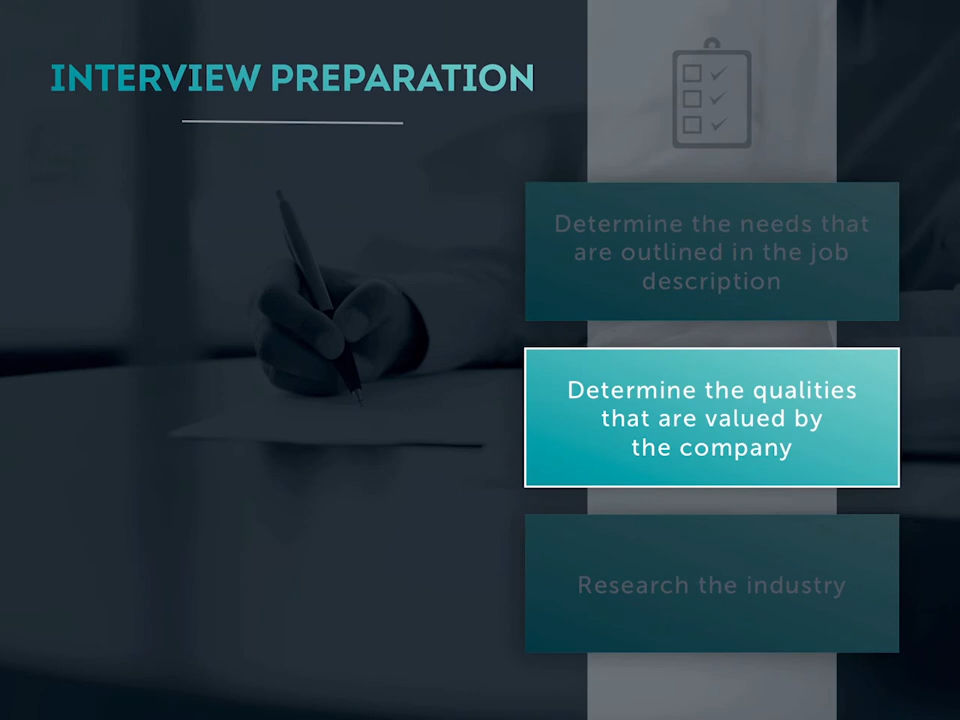 INTERVIEW PREPARATION
Determine the needs that
are outlined in the job
description
Determine the qualities
that are valued by
the company
Research the industry